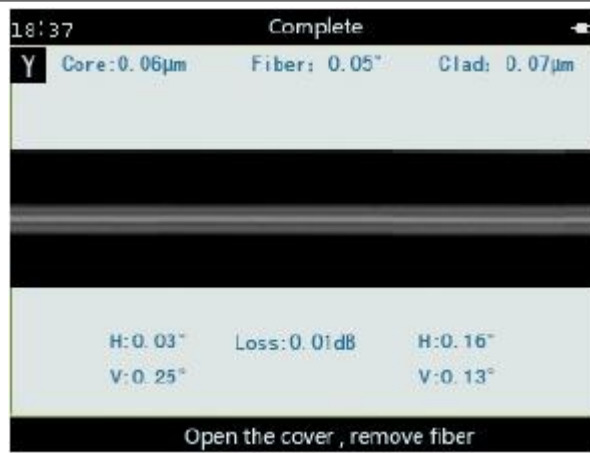 18:37 Complete
Y Core:0.06μm Fiber: 0.05° Clad: 0.07μm
H:0.03° Loss:0.01dB H:0.16°
V:0.25° V:0.13°
Open the cover , remove fiber